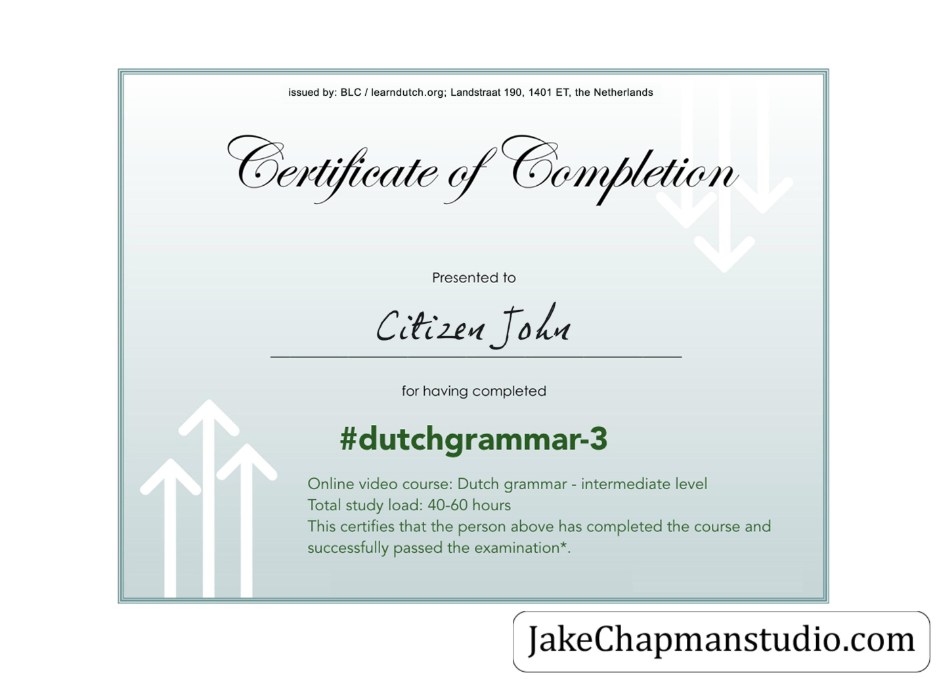 issued by: BLC / learndutch.org; Landstraat 190, 1401 ET, the Netherlands
Certificate of Completion
Presented to
Citizen John
for having completed
#dutchgrammar-3
Online video course: Dutch grammar - intermediate level
Total study load: 40-60 hours
This certifies that the person above has completed the course and
successfully passed the examination*.
JakeChapmanstudio.com